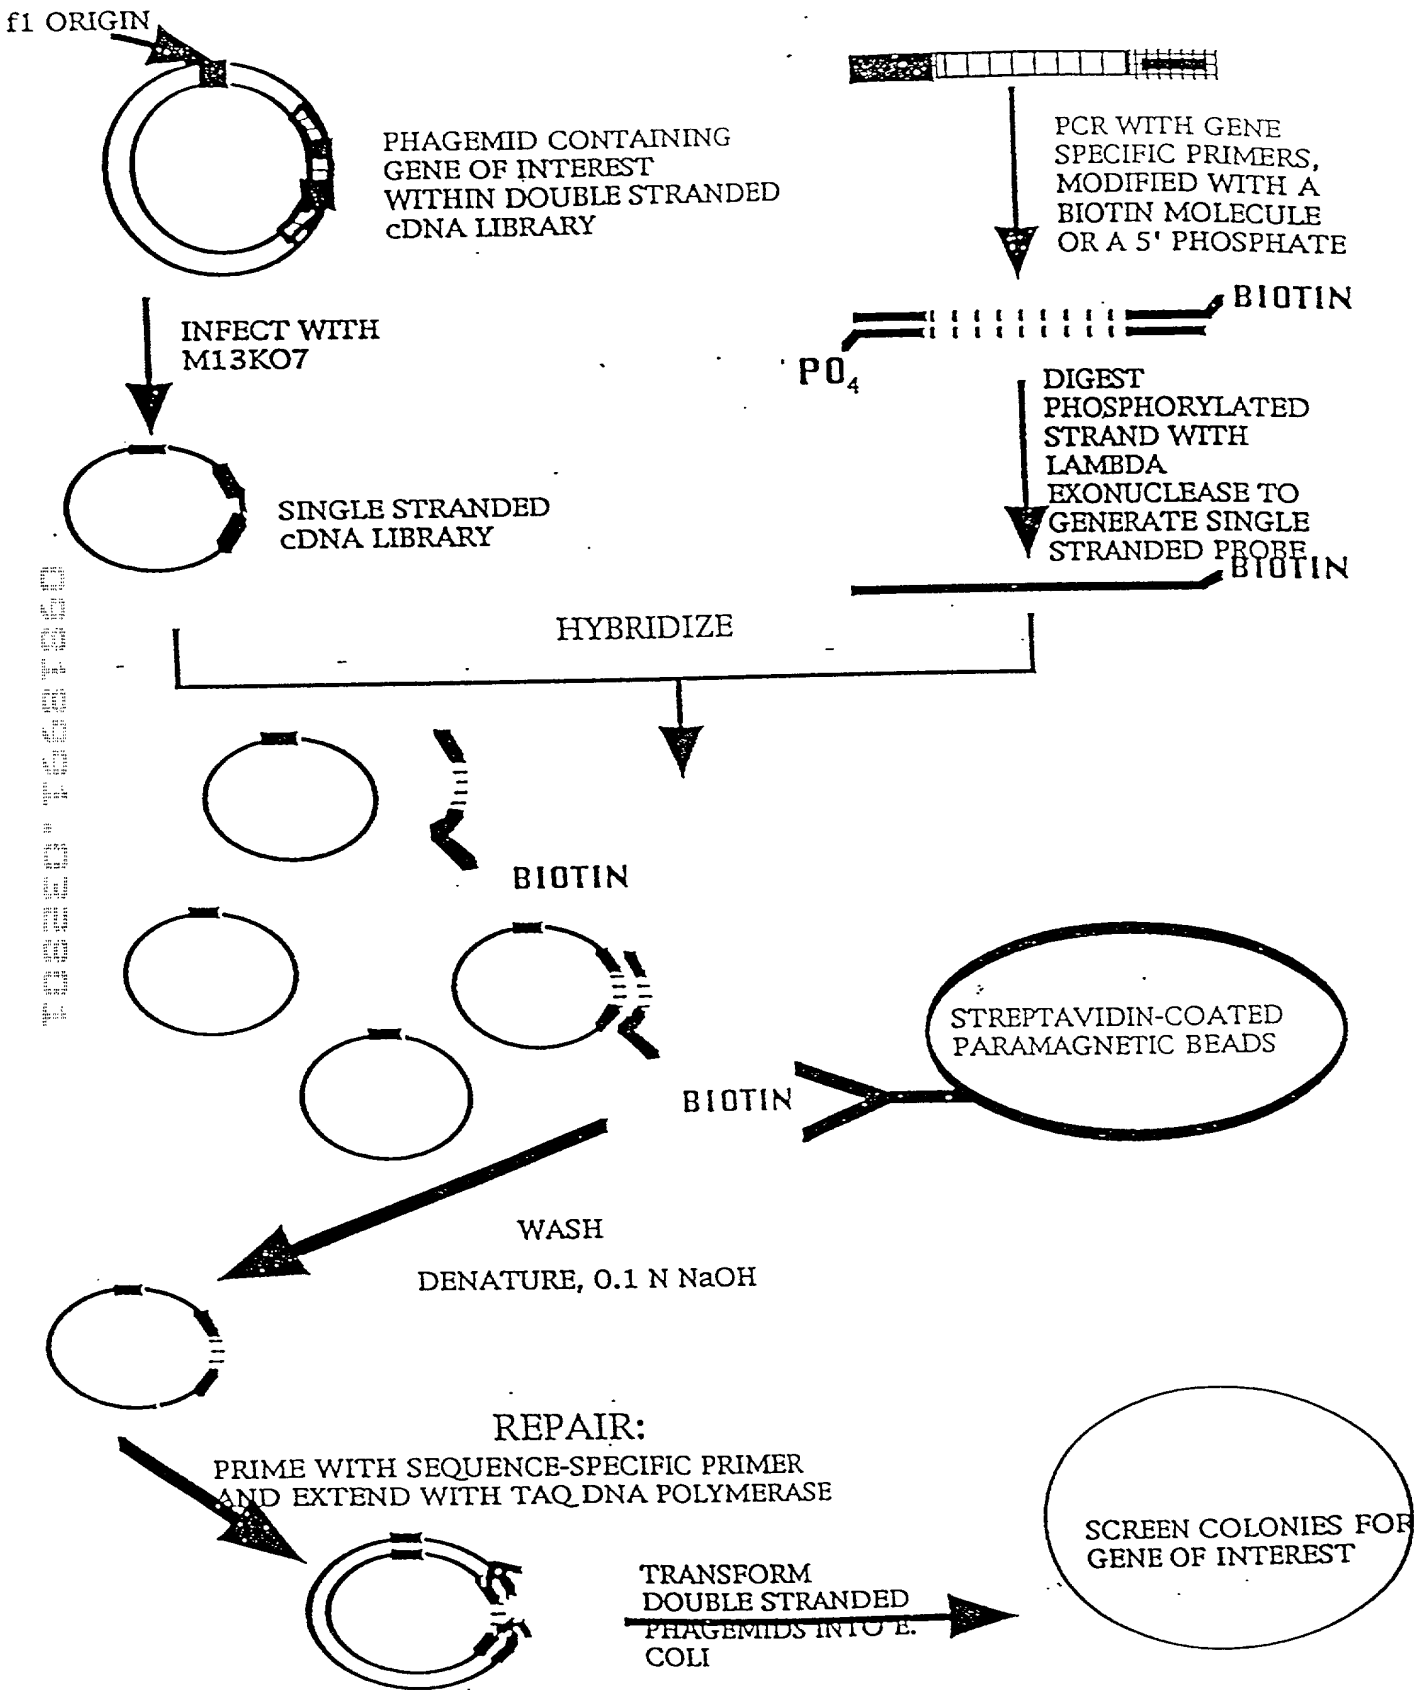 f1 ORIGIN
PHAGEMID CONTAINING
GENE OF INTEREST
WITHIN DOUBLE STRANDED
cDNA LIBRARY
INFECT WITH
M13KO7
SINGLE STRANDED
cDNA LIBRARY
PCR WITH GENE
SPECIFIC PRIMERS,
MODIFIED WITH A
BIOTIN MOLECULE
OR A 5' PHOSPHATE
BIOTIN
PO4
DIGEST
PHOSPHORYLATED
STRAND WITH
LAMBDA
EXONUCLEASE TO
GENERATE SINGLE
STRANDED PROBE
BIOTIN
HYBRIDIZE
BIOTIN
STREPTAVIDIN-COATED
PARAMAGNETIC BEADS
BIOTIN
WASH
DENATURE, 0.1 N NaOH
REPAIR:
PRIME WITH SEQUENCE-SPECIFIC PRIMER
AND EXTEND WITH TAQ DNA POLYMERASE
TRANSFORM
DOUBLE STRANDED
PHAGEMIDS INTO E.
COLI
SCREEN COLONIES FOR
GENE OF INTEREST